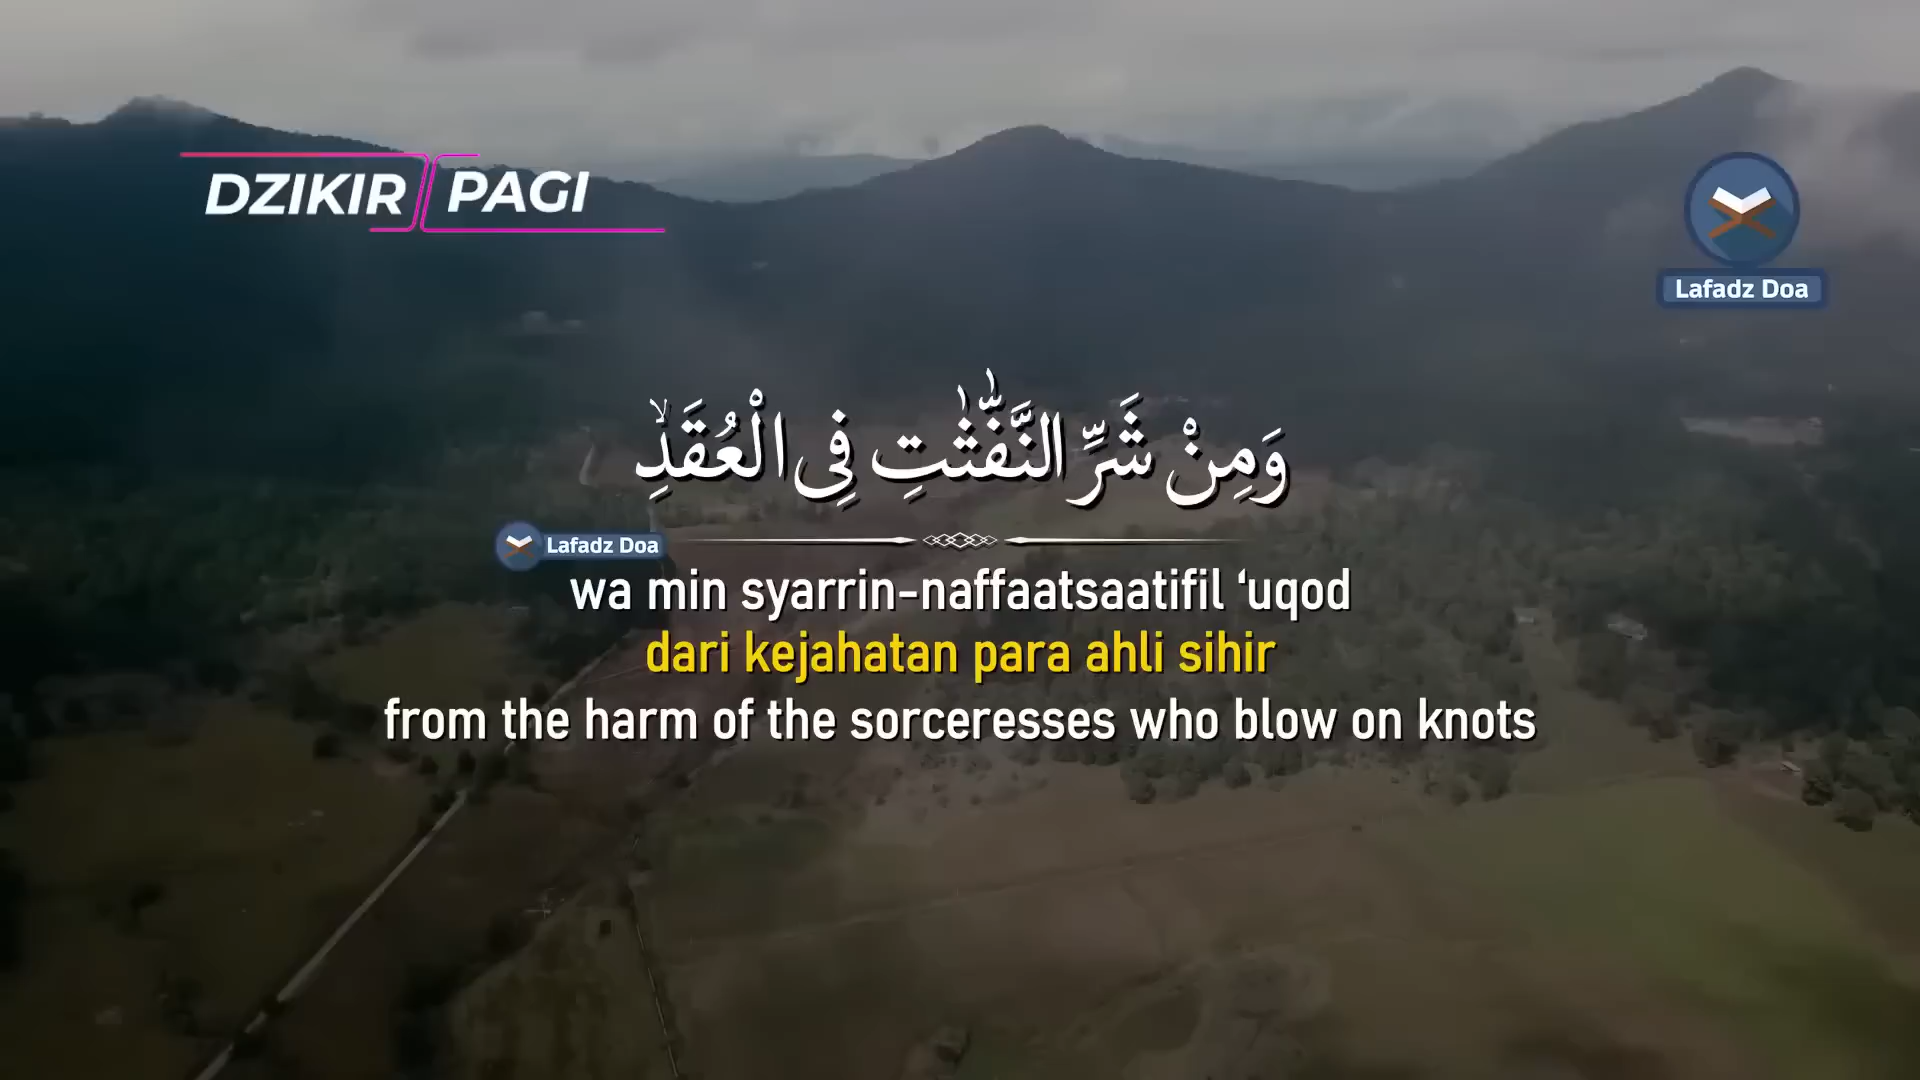 DZIKIR PAGI
Lafadz Doa
وَمِنْ شَرِّ النَّفّٰثٰتِ فِى الْعُقَدِۙ
Lafadz Doa
wa min syarrin-naffaatsaatifil ‘uqod
dari kejahatan para ahli sihir
from the harm of the sorceresses who blow on knots